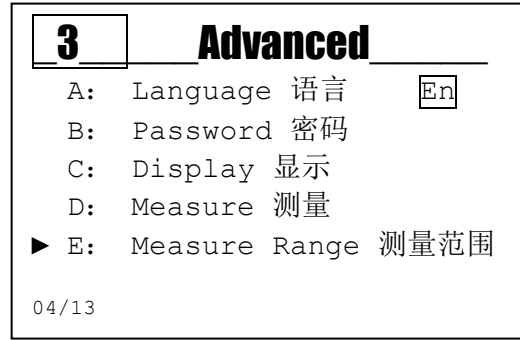 3 Advanced
A: Language 语言 En
B: Password 密码
C: Display 显示
D: Measure 测量
► E: Measure Range 测量范围
04/13